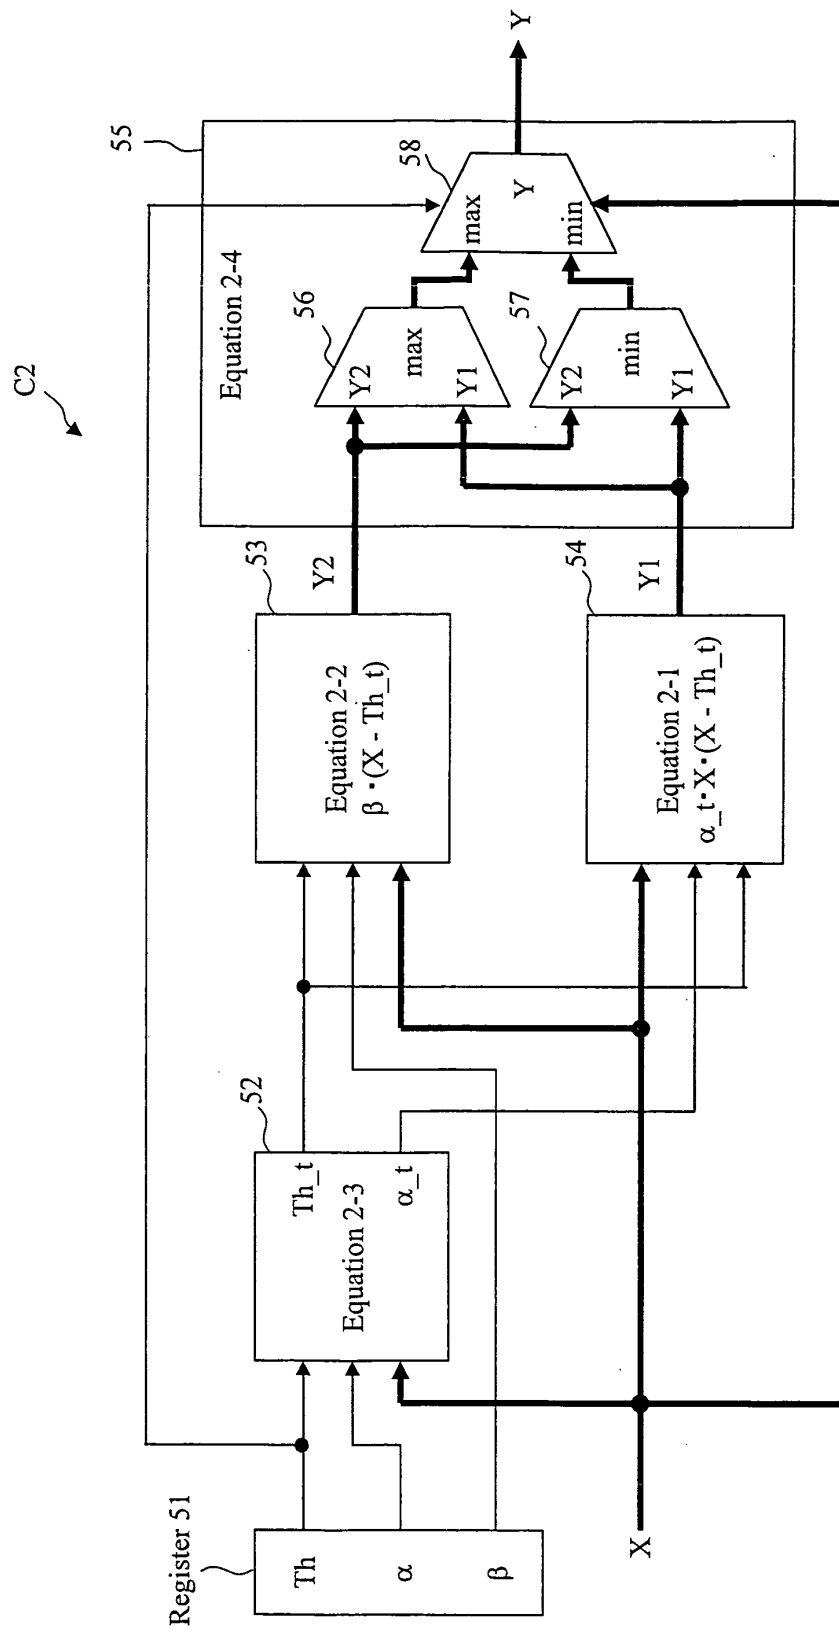 C2
Register 51
Th
α
β
X
52
Th_t
Equation 2-3
α_t
53
Equation 2-2
β ▪(X - Th_t)
Y2
54
Equation 2-1
α_t▪X▪(X - Th_t)
Y1
55
Equation 2-4
56
Y2
max
Y1
57
Y2
min
Y1
58
max
Y
min
Y